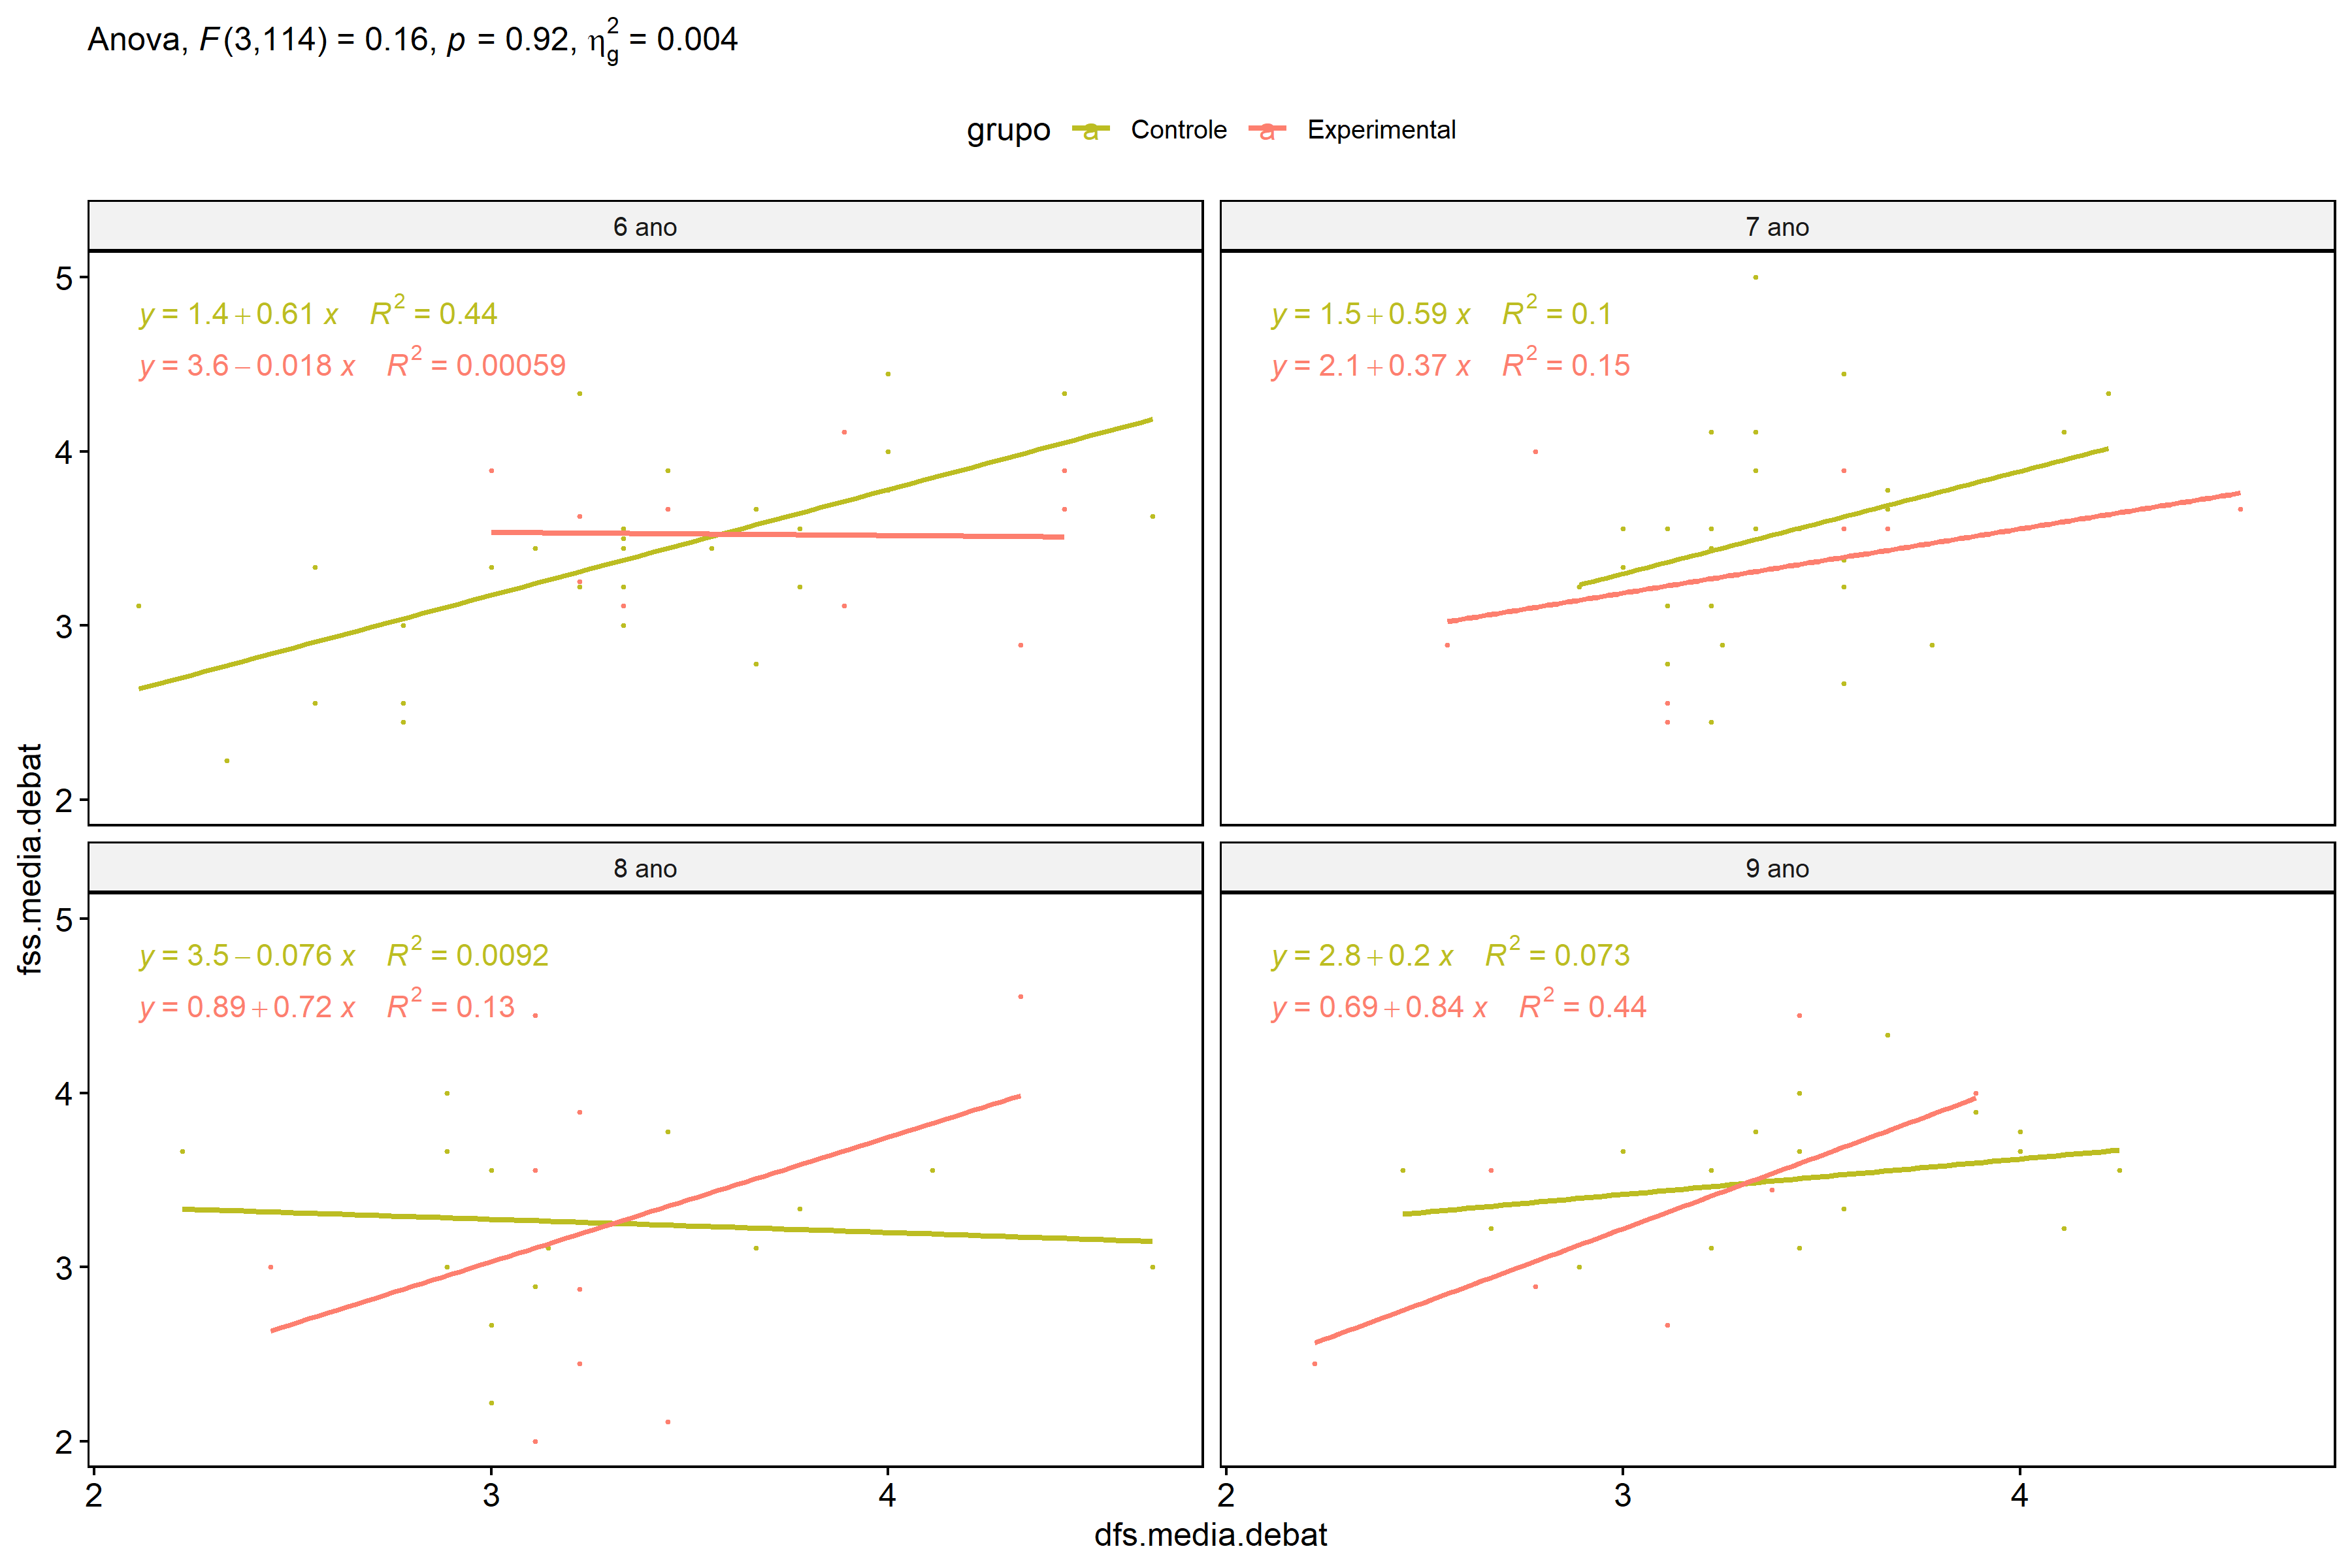 Anova, F(3,114) = 0.16, p = 0.92, η²g = 0.004
grupo a Controle a Experimental
6 ano
7 ano
5
4
3
2
y = 1.4 + 0.61 x R² = 0.44
y = 3.6 − 0.018 x R² = 0.00059
y = 1.5 + 0.59 x R² = 0.1
y = 2.1 + 0.37 x R² = 0.15
8 ano
9 ano
5
4
3
2
y = 3.5 − 0.076 x R² = 0.0092
y = 0.89 + 0.72 x R² = 0.13
y = 2.8 + 0.2 x R² = 0.073
y = 0.69 + 0.84 x R² = 0.44
fss.media.debat
2 3 4
2 3 4
dfs.media.debat